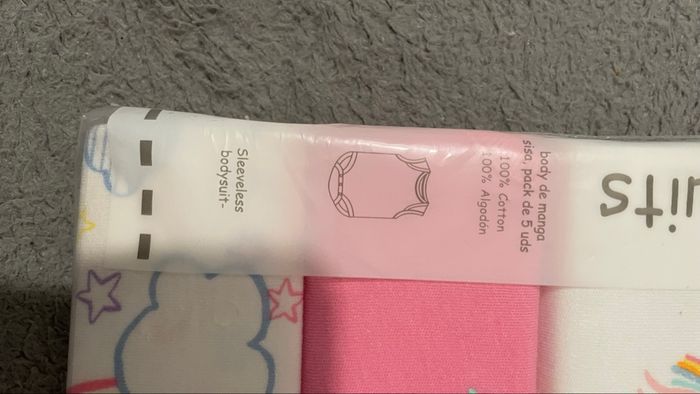 uits
body de manga
sisa, pack de 5 uds
100% Cotton
100% Algodón
Sleeveless
bodysuit-